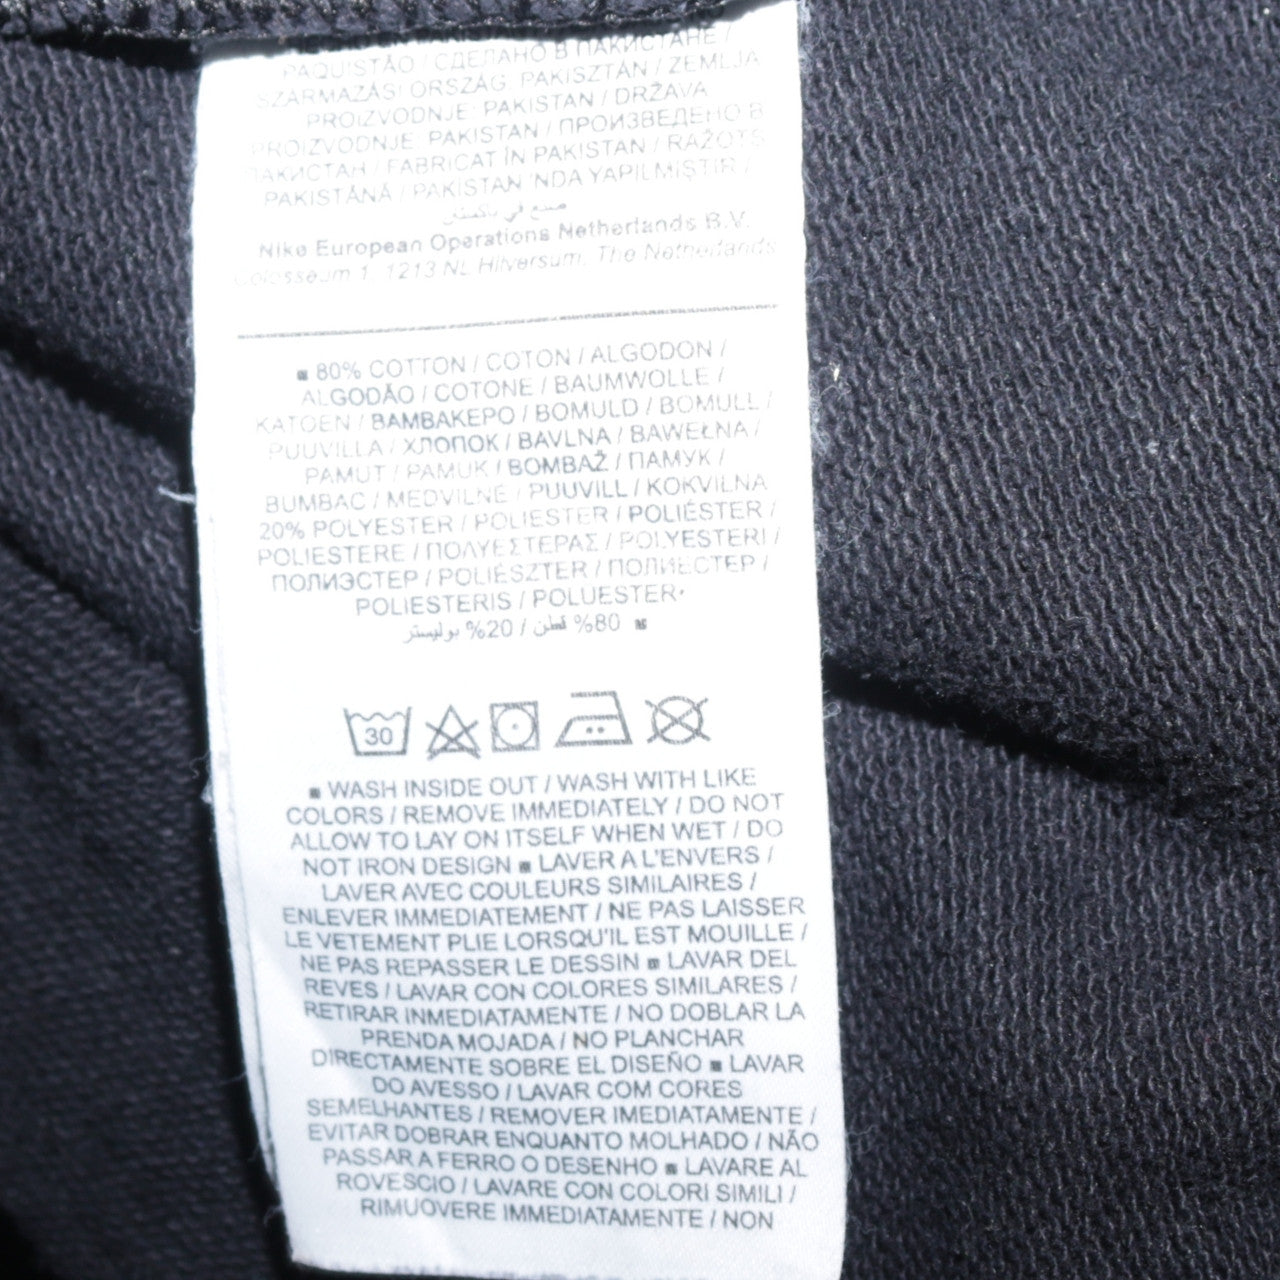 PAQUISTÃO / СДЕЛАНО В ПАКИСТАНЕ /
SZÁRMAZÁSI ORSZÁG: PAKISZTÁN / ZEMLJA
PROIZVODNJE: PAKISTAN / DRŽAVA
PROIZVODNJE: PAKISTAN / ПРОИЗВЕДЕНО В
ПАКИСТАН / FABRICAT ÎN PAKISTAN / RAŽOTS
PAKISTĀNĀ / PAKISTAN 'NDA YAPILMIŞTIR /
صنع في باكستان
Nike European Operations Netherlands B.V.
Colosseum 1, 1213 NL Hilversum, The Netherlands
■ 80% COTTON / COTON / ALGODON /
ALGODÃO / COTONE / BAUMWOLLE /
KATOEN / ΒΑΜΒΑΚΕΡΟ / BOMULD / BOMULL /
PUUVILLA / ХЛОПОК / BAVLNA / BAWEŁNA /
PAMUT / PAMUK / BOMBAŽ / ПАМУК /
BUMBAC / MEDVILNĖ / PUUVILL / KOKVILNA
20% POLYESTER / POLIESTER / POLIÉSTER /
POLIESTERE / ΠΟΛΥΕΣΤΕΡΑΣ / POLYESTERI /
ПОЛИЭСТЕР / POLIÉSZTER / ПОЛИЕСТЕР /
POLIESTERIS / POLUESTER
80% قطن / 20% بوليستر ■
30
■ WASH INSIDE OUT / WASH WITH LIKE
COLORS / REMOVE IMMEDIATELY / DO NOT
ALLOW TO LAY ON ITSELF WHEN WET / DO
NOT IRON DESIGN ■ LAVER A L'ENVERS /
LAVER AVEC COULEURS SIMILAIRES /
ENLEVER IMMEDIATEMENT / NE PAS LAISSER
LE VETEMENT PLIE LORSQU'IL EST MOUILLE /
NE PAS REPASSER LE DESSIN ■ LAVAR DEL
REVES / LAVAR CON COLORES SIMILARES /
RETIRAR INMEDIATAMENTE / NO DOBLAR LA
PRENDA MOJADA / NO PLANCHAR
DIRECTAMENTE SOBRE EL DISEÑO ■ LAVAR
DO AVESSO / LAVAR COM CORES
SEMELHANTES / REMOVER IMEDIATAMENTE /
EVITAR DOBRAR ENQUANTO MOLHADO / NÃO
PASSAR A FERRO O DESENHO ■ LAVARE AL
ROVESCIO / LAVARE CON COLORI SIMILI /
RIMUOVERE IMMEDIATAMENTE / NON